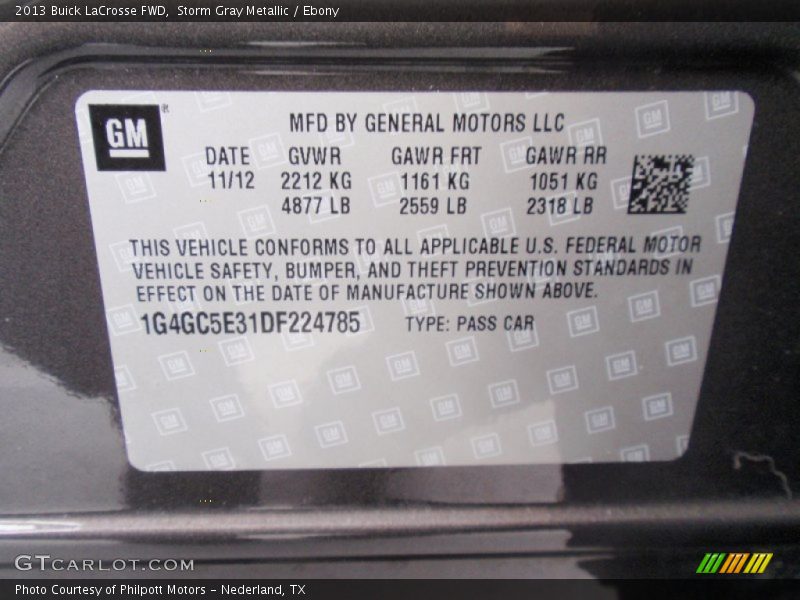 2013 Buick LaCrosse FWD, Storm Gray Metallic / Ebony
GM ®
MFD BY GENERAL MOTORS LLC
DATE GVWR GAWR FRT GAWR RR
11/12 2212 KG 1161 KG 1051 KG
4877 LB 2559 LB 2318 LB
THIS VEHICLE CONFORMS TO ALL APPLICABLE U.S. FEDERAL MOTOR
VEHICLE SAFETY, BUMPER, AND THEFT PREVENTION STANDARDS IN
EFFECT ON THE DATE OF MANUFACTURE SHOWN ABOVE.
1G4GC5E31DF224785 TYPE: PASS CAR
GTCARLOT.COM
Photo Courtesy of Philpott Motors - Nederland, TX